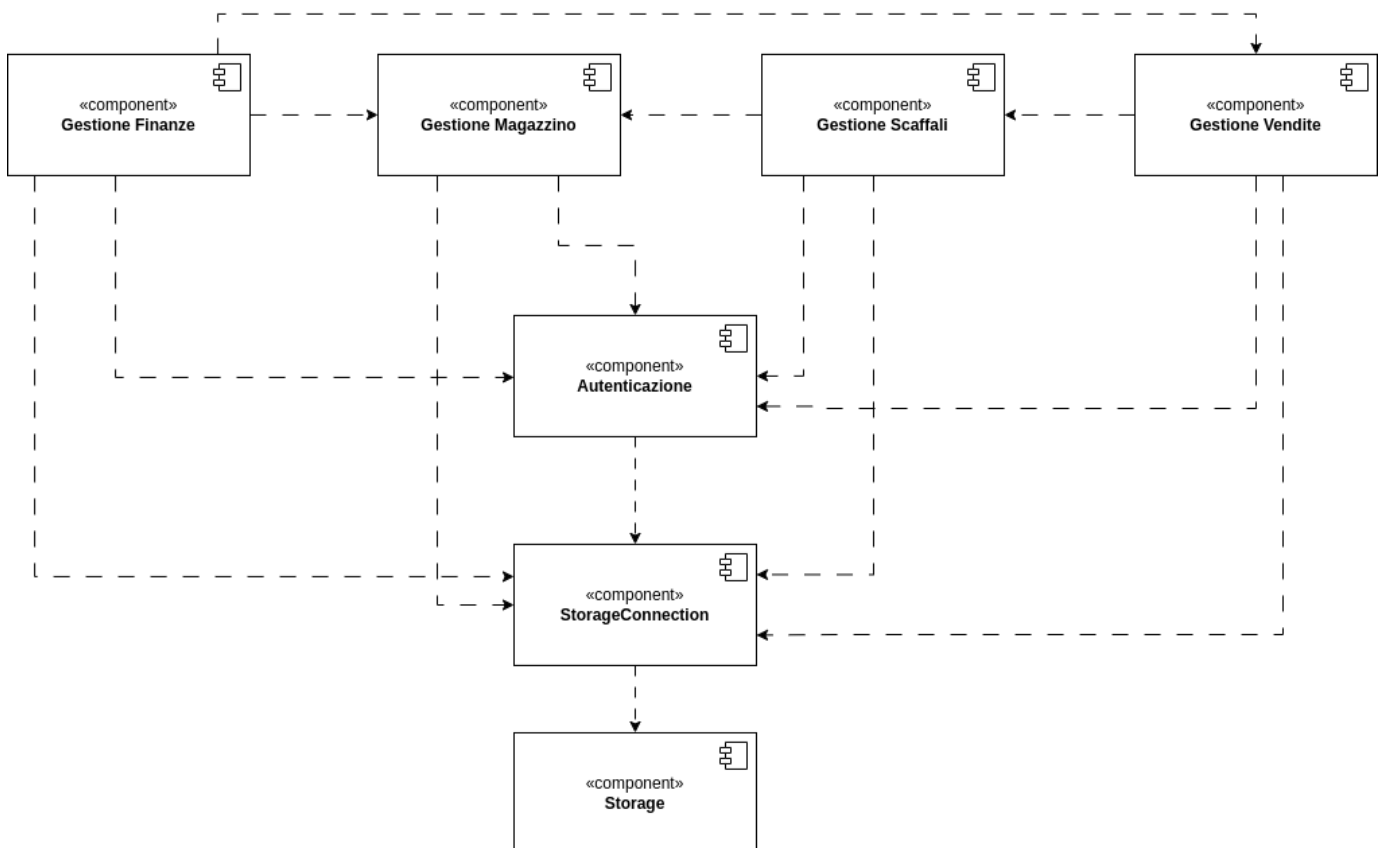 «component»
Gestione Finanze
«component»
Gestione Magazzino
«component»
Gestione Scaffali
«component»
Gestione Vendite
«component»
Autenticazione
«component»
StorageConnection
«component»
Storage